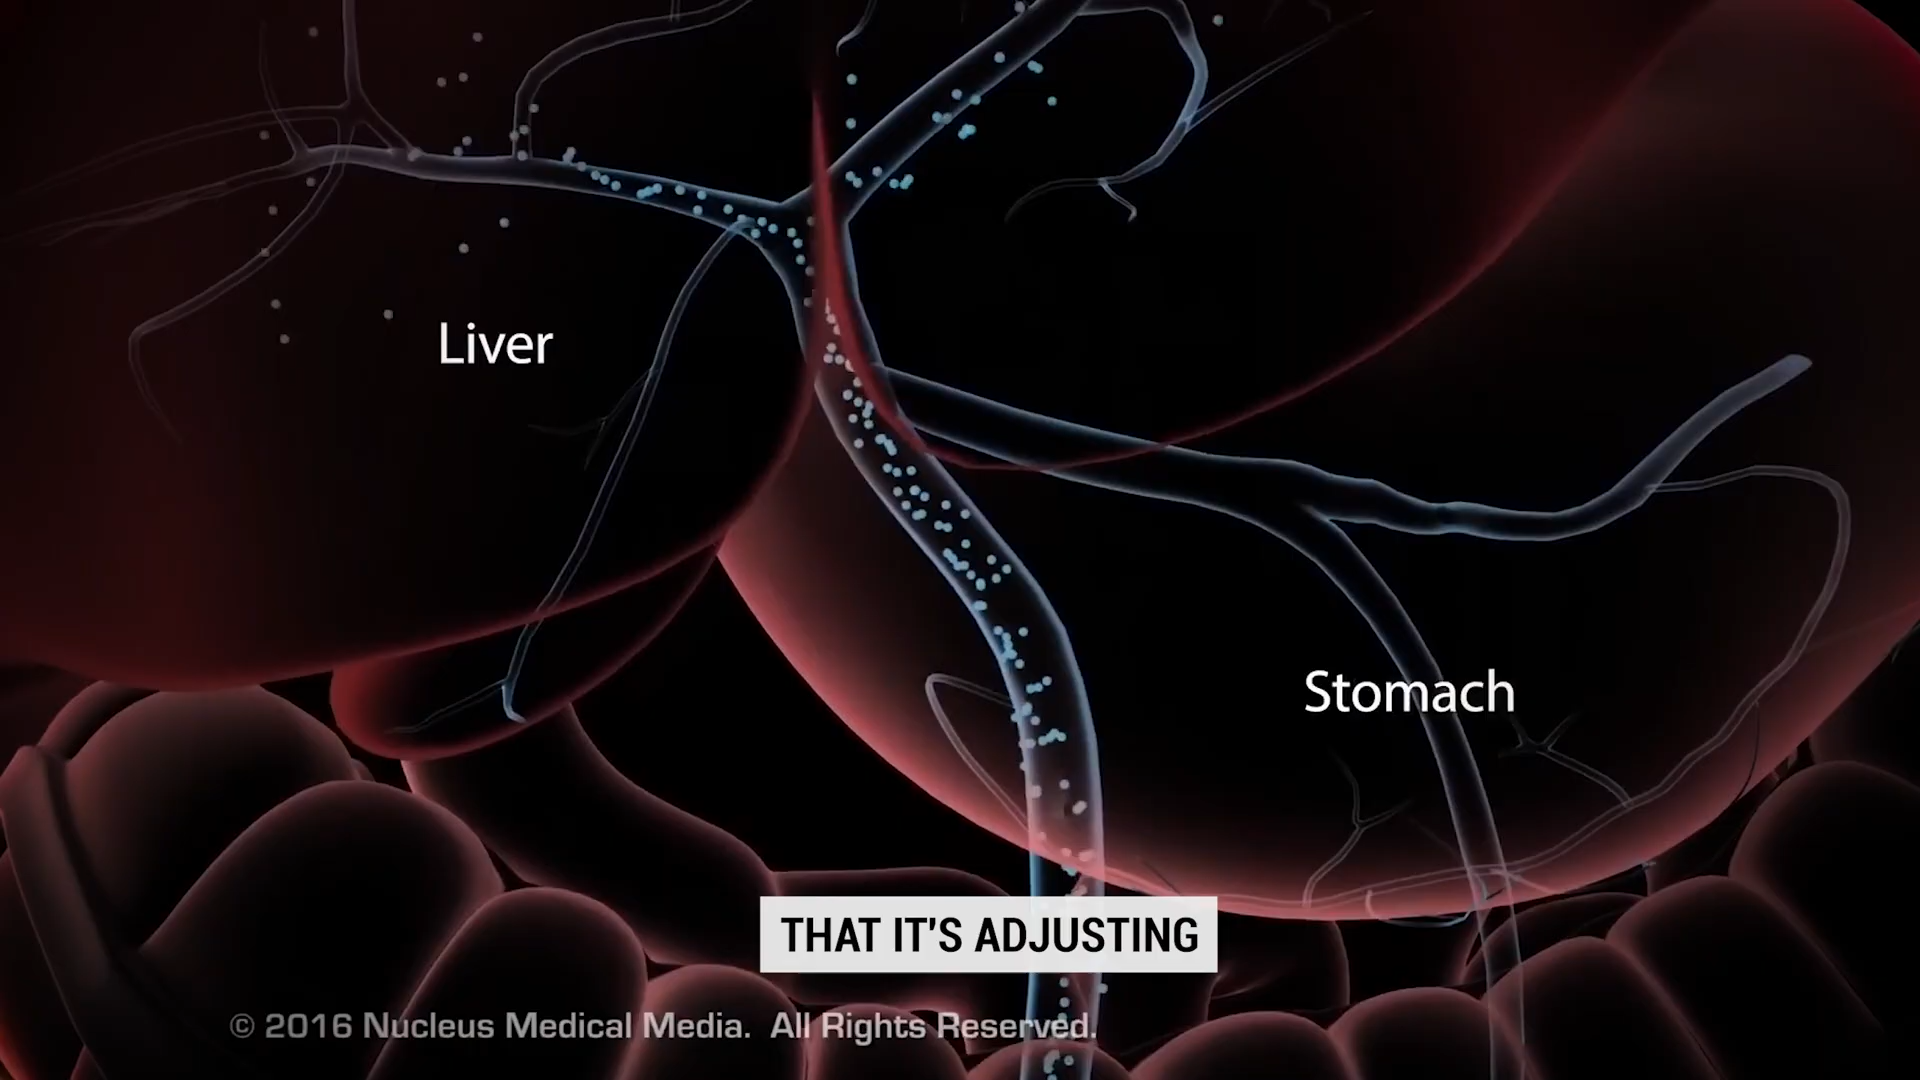 Liver
Stomach
THAT IT'S ADJUSTING
© 2016 Nucleus Medical Media. All Rights Reserved.